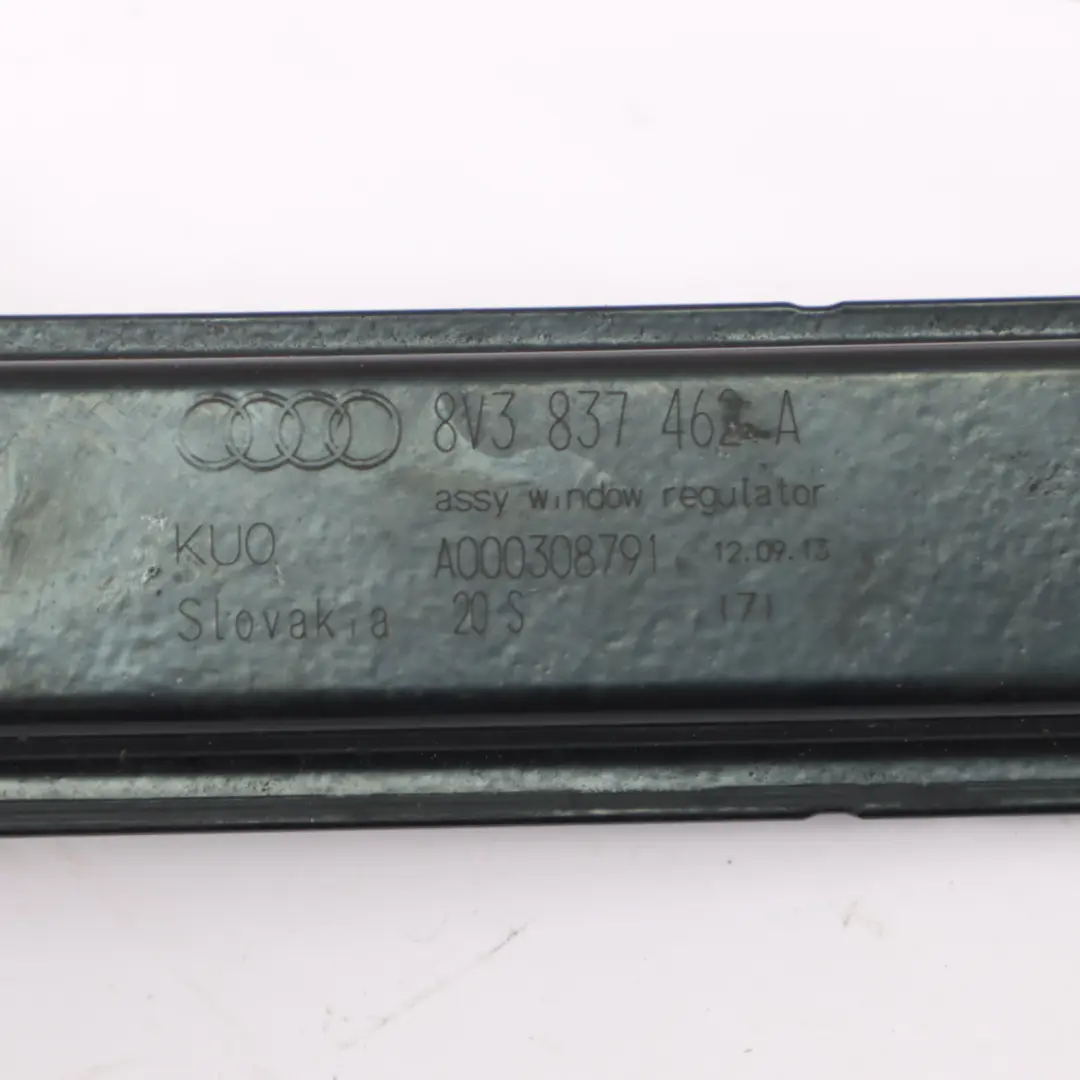 8V3 837 462 A
assy window regulator
KUO A000308791 12.09.13
Slovakia 20 S (7)